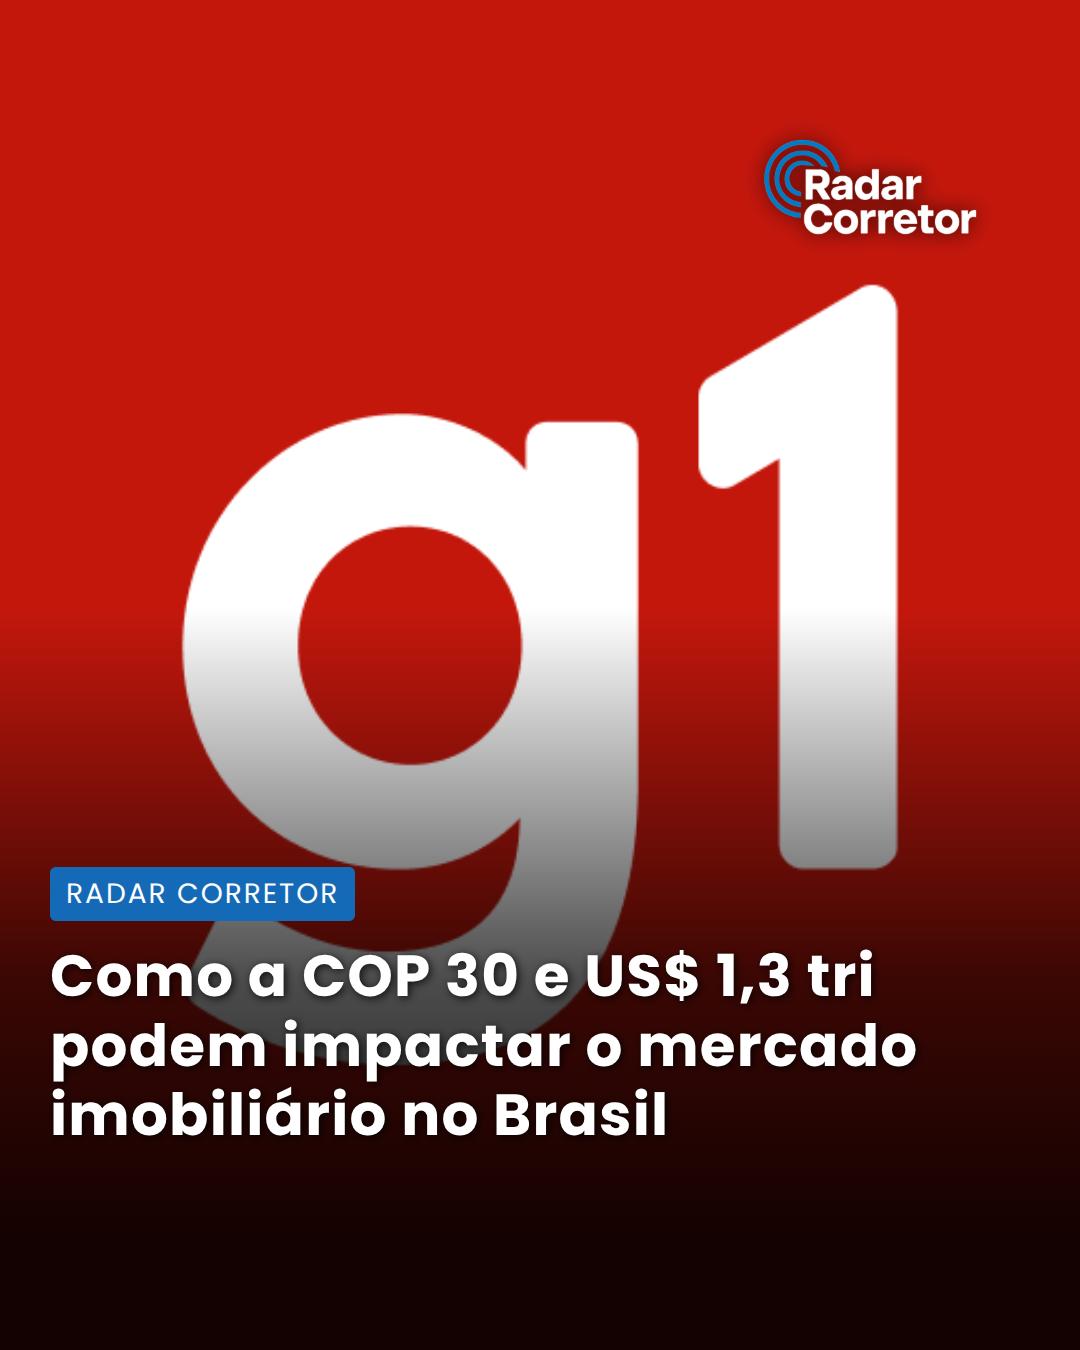 Radar
Corretor
g1
RADAR CORRETOR
Como a COP 30 e US$ 1,3 tri
podem impactar o mercado
imobiliário no Brasil